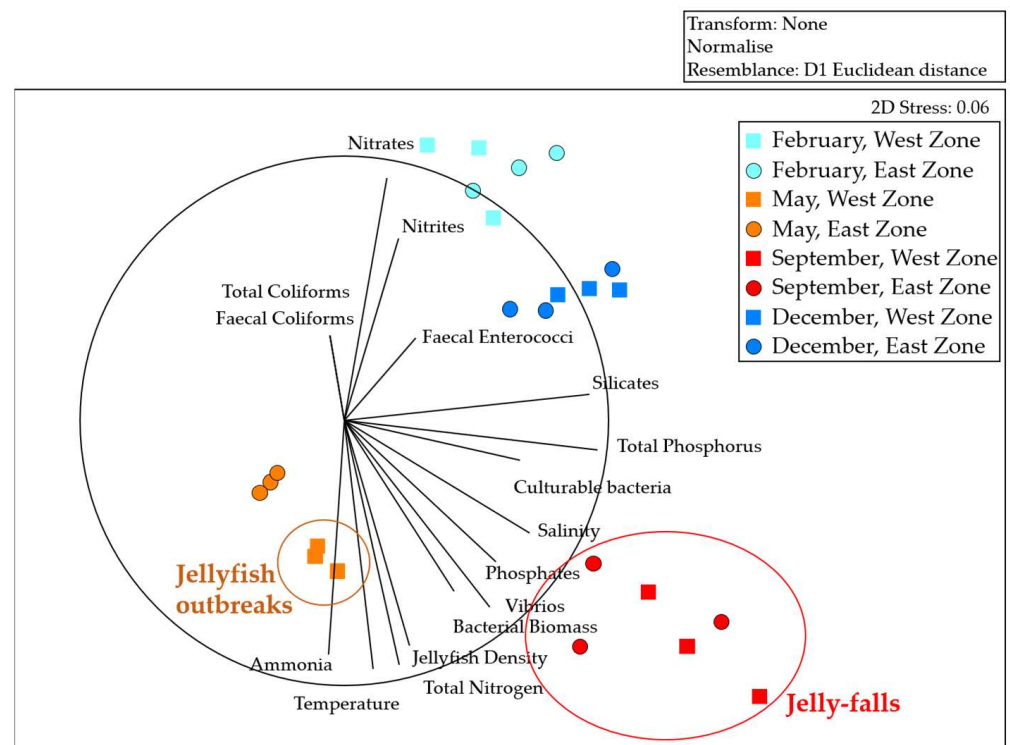 Transform: None
Normalise
Resemblance: D1 Euclidean distance
2D Stress: 0.06
February, West Zone
February, East Zone
May, West Zone
May, East Zone
September, West Zone
September, East Zone
December, West Zone
December, East Zone
Nitrates
Nitrites
Total Coliforms
Faecal Coliforms
Faecal Enterococci
Silicates
Total Phosphorus
Culturable bacteria
Salinity
Phosphates
Vibrios
Bacterial Biomass
Jellyfish Density
Total Nitrogen
Ammonia
Temperature
Jellyfish
outbreaks
Jelly-falls